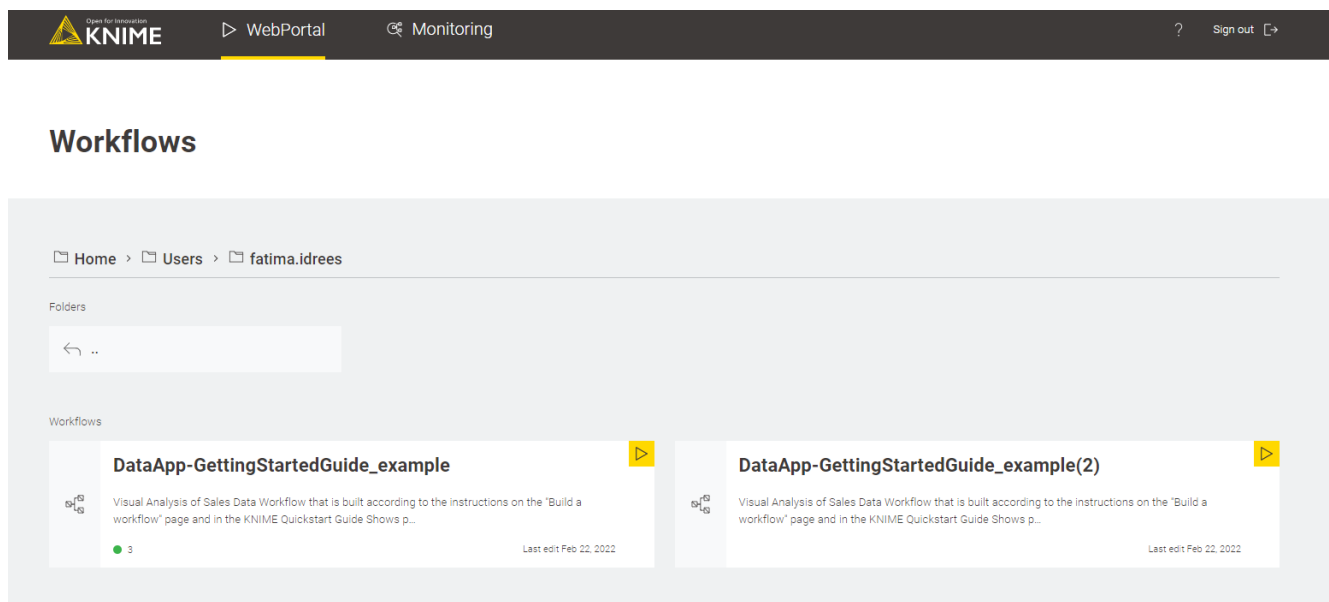 Open for Innovation
KNIME
WebPortal
Monitoring
?
Sign out
Workflows
Home > Users > fatima.idrees
Folders
..
Workflows
DataApp-GettingStartedGuide_example
Visual Analysis of Sales Data Workflow that is built according to the instructions on the "Build a
workflow" page and in the KNIME Quickstart Guide Shows p...
3
Last edit Feb 22, 2022
DataApp-GettingStartedGuide_example(2)
Visual Analysis of Sales Data Workflow that is built according to the instructions on the "Build a
workflow" page and in the KNIME Quickstart Guide Shows p...
Last edit Feb 22, 2022